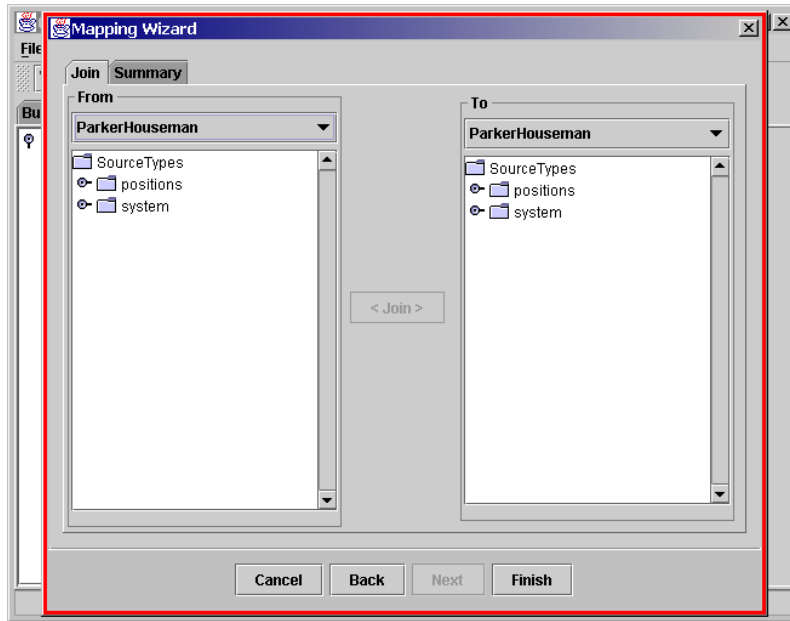 Mapping Wizard
File
Bu
Join Summary
From
ParkerHouseman
SourceTypes
positions
system
< Join >
To
ParkerHouseman
SourceTypes
positions
system
Cancel Back Next Finish